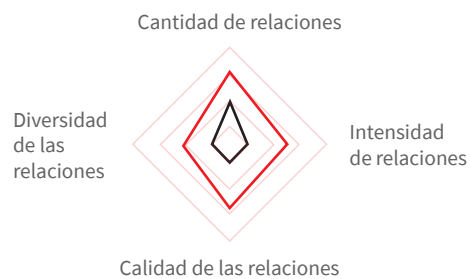 Cantidad de relaciones
Diversidad
de las
relaciones
Intensidad
de relaciones
Calidad de las relaciones